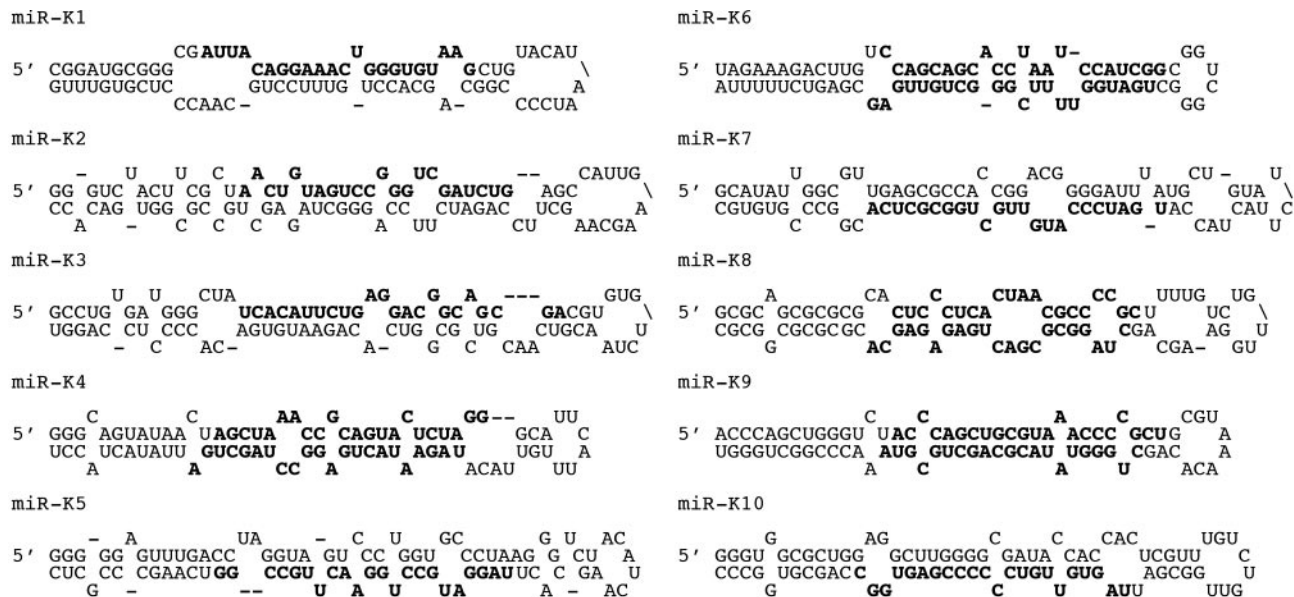 miR-K1
CGAUUA U AA UACAU
5' CGGAUGCGGG CAGGAAAC GGGUGU GCUG \
GUUUGUGCUC GUCCUUUG UCCACG CGGC A
CCAAC- - A- CCCUA
miR-K2
- U U C A G G UC -- CAUUG
5' GG GUC ACU CG UA CU UAGUCC GG GAUCUG AGC \
CC CAG UGG GC GU GA AUCGGG CC CUAGAC UCG A
A - C C C G A UU CU AACGA
miR-K3
U U CUA AG G A --- GUG
5' GCCUG GA GGG UCACAUUCUG GAC GC GC GACGU \
UGGAC CU CCC AGUGUAAGAC CUG CG UG CUGCA U
- C AC- A- G C CAA AUC
miR-K4
C C AA G C GG-- UU
5' GGG AGUAUAA UAGCUA CC CAGUA UCUA GCA C
UCC UCAUAUU GUCGAU GG GUCAU AGAU UGU A
A A CC A A ACAU UU
miR-K5
- A UA - C U GC G U AC
5' GGG GG GUUUGACC GGUA GU CC GGU CCUAAG G CU A
CUC CC CGAACUGG CCGU CA GG CCG GGAUUC C GA U
G - -- U A U UA A - AC
miR-K6
UC A U U- GG
5' UAGAAAGACUUG CAGCAGC CC AA CCAUCGGC U
AUUUUUCUGAGC GUUGUCG GG UU GGUAGUCG C
GA - C UU GG
miR-K7
U GU C ACG U CU- U
5' GCAUAU GGC UGAGCGCCA CGG GGGAUU AUG GUA \
CGUGUG CCG ACUCGCGGU GUU CCCUAG UAC CAU C
C GC C GUA - CAU U
miR-K8
A CA C CUAA CC UUUG UG
5' GCGC GCGCGCG CUC CUCA CGCC GCU UC \
CGCG CGCGCGC GAG GAGU GCGG CGA AG U
G AC A CAGC AU CGA- GU
miR-K9
C C A C CGU
5' ACCCAGCUGGGU UAC CAGCUGCGUA ACCC GCUG A
UGGGUCGGCCCA AUG GUCGACGCAU UGGG CGAC A
A C A U ACA
miR-K10
G AG C C CAC UGU
5' GGGU GCGCUGG GCUUGGGG GAUA CAC UCGUU C
CCCG UGCGACC UGAGCCCC CUGU GUG AGCGG U
G GG C U AUU UUG